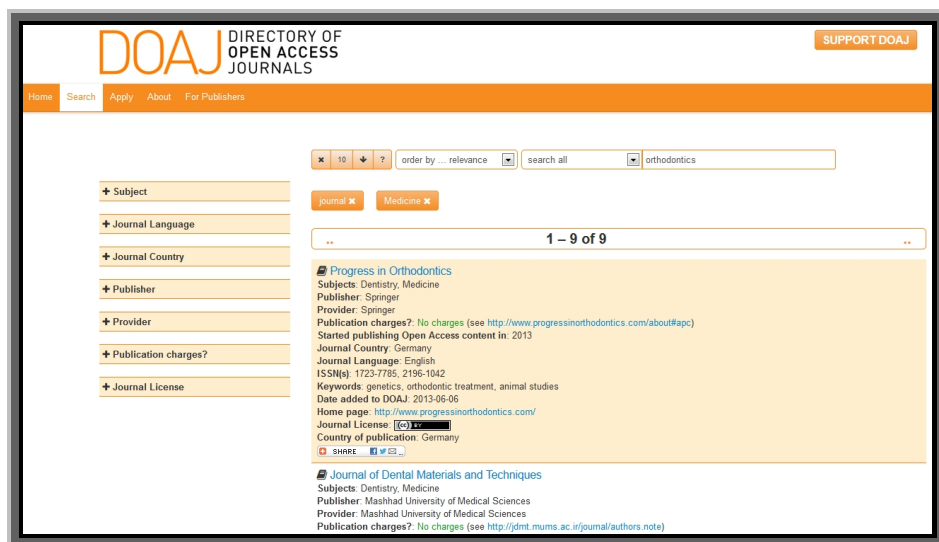 DOAJ
DIRECTORY OF
OPEN ACCESS
JOURNALS
SUPPORT DOAJ
Home Search Apply About For Publishers
10 ? order by ... relevance search all orthodontics
journal Medicine
1 – 9 of 9
.. ..
+ Subject
+ Journal Language
+ Journal Country
+ Publisher
+ Provider
+ Publication charges?
+ Journal License
Progress in Orthodontics
Subjects: Dentistry, Medicine
Publisher: Springer
Provider: Springer
Publication charges?: No charges (see http://www.progressinorthodontics.com/about#apc)
Started publishing Open Access content in: 2013
Journal Country: Germany
Journal Language: English
ISSN(s): 1723-7785, 2196-1042
Keywords: genetics, orthodontic treatment, animal studies
Date added to DOAJ: 2013-06-06
Home page: http://www.progressinorthodontics.com/
Journal License: (cc) BY
Country of publication: Germany
SHARE
Journal of Dental Materials and Techniques
Subjects: Dentistry, Medicine
Publisher: Mashhad University of Medical Sciences
Provider: Mashhad University of Medical Sciences
Publication charges?: No charges (see http://jdmt.mums.ac.ir/journal/authors.note)